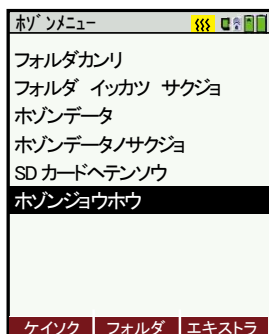 ホゾンメニュー
フォルダカンリ
フォルダ イッカツ サクジョ
ホゾンデータ
ホゾンデータノサクジョ
SDカードヘテンソウ
ホゾンジョウホウ
ケイソク フォルダ エキストラ